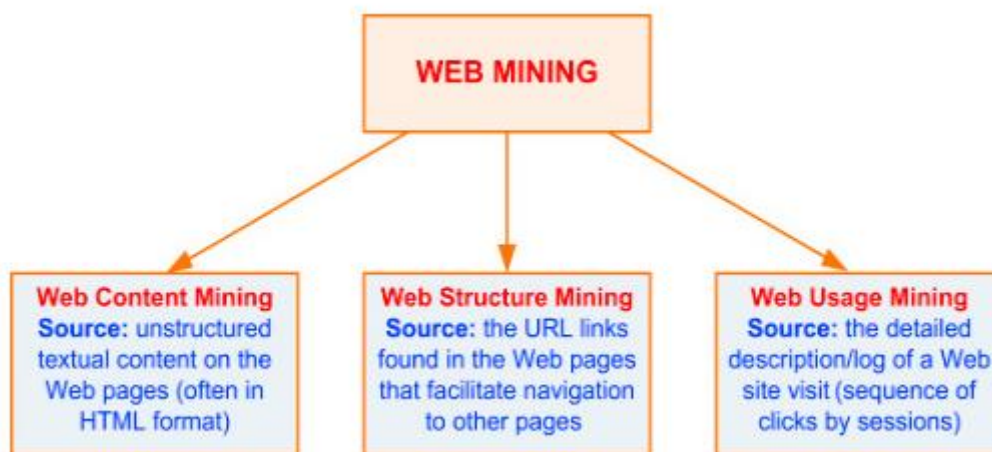 WEB MINING
Web Content Mining
Source: unstructured
textual content on the
Web pages (often in
HTML format)
Web Structure Mining
Source: the URL links
found in the Web pages
that facilitate navigation
to other pages
Web Usage Mining
Source: the detailed
description/log of a Web
site visit (sequence of
clicks by sessions)